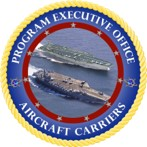 PROGRAM EXECUTIVE OFFICE
AIRCRAFT CARRIERS